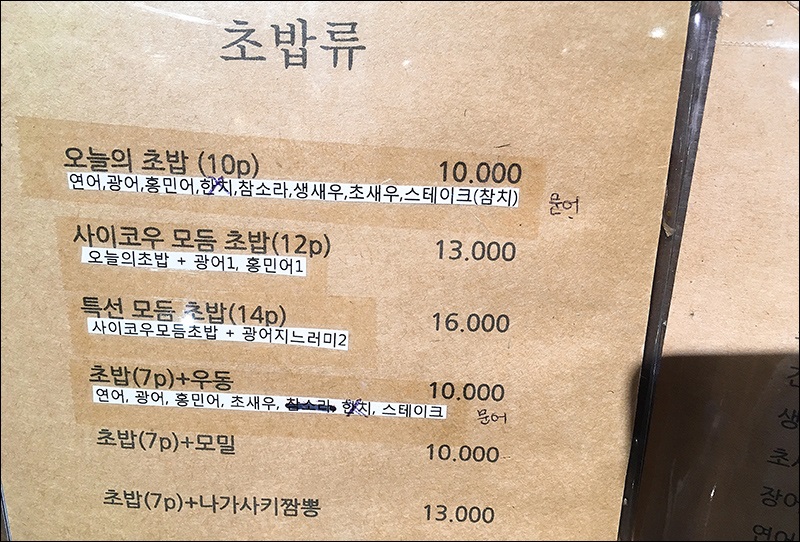 초밥류
오늘의 초밥 (10p) 10.000
연어,광어,홍민어,한치,참소라,생새우,초새우,스테이크(참치)
문어
사이코우 모듬 초밥(12p) 13.000
오늘의초밥 + 광어1, 홍민어1
특선 모듬 초밥(14p) 16.000
사이코우모듬초밥 + 광어지느러미2
초밥(7p)+우동 10.000
연어, 광어, 홍민어, 초새우, 참소라, 한치, 스테이크
문어
초밥(7p)+모밀 10.000
초밥(7p)+나가사키짬뽕 13.000
생
초
장어
연어